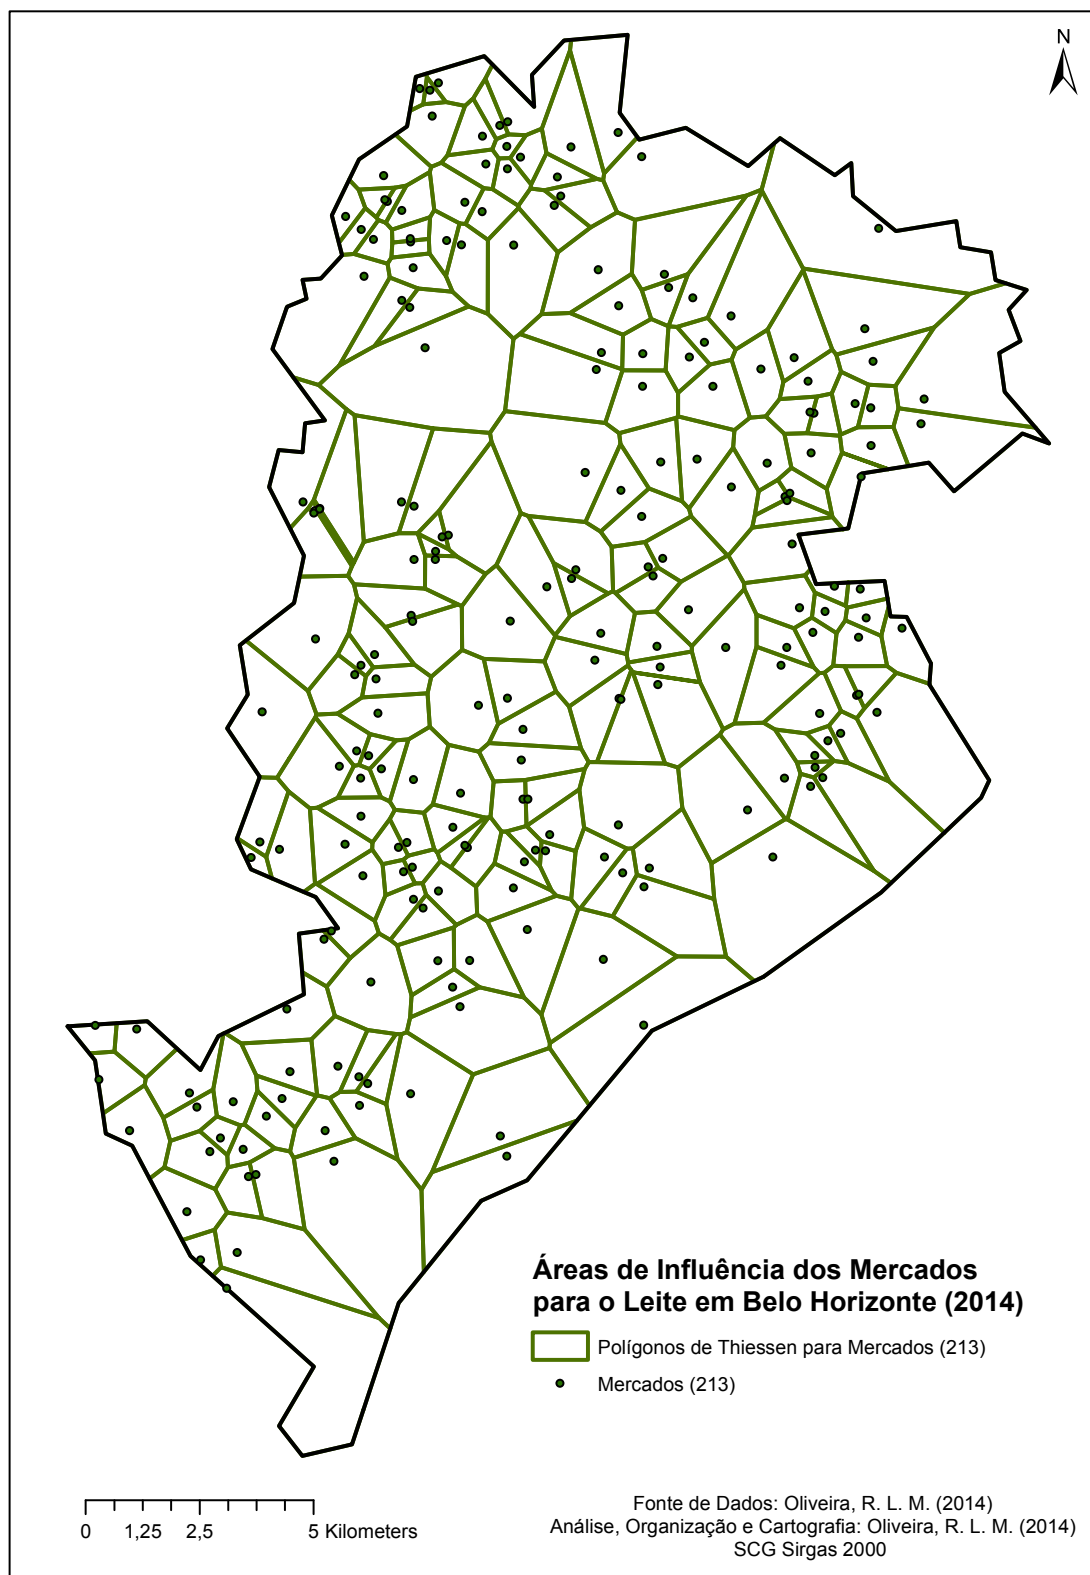 N
Áreas de Influência dos Mercados
para o Leite em Belo Horizonte (2014)
Polígonos de Thiessen para Mercados (213)
Mercados (213)
0 1,25 2,5 5 Kilometers
Fonte de Dados: Oliveira, R. L. M. (2014)
Análise, Organização e Cartografia: Oliveira, R. L. M. (2014)
SCG Sirgas 2000